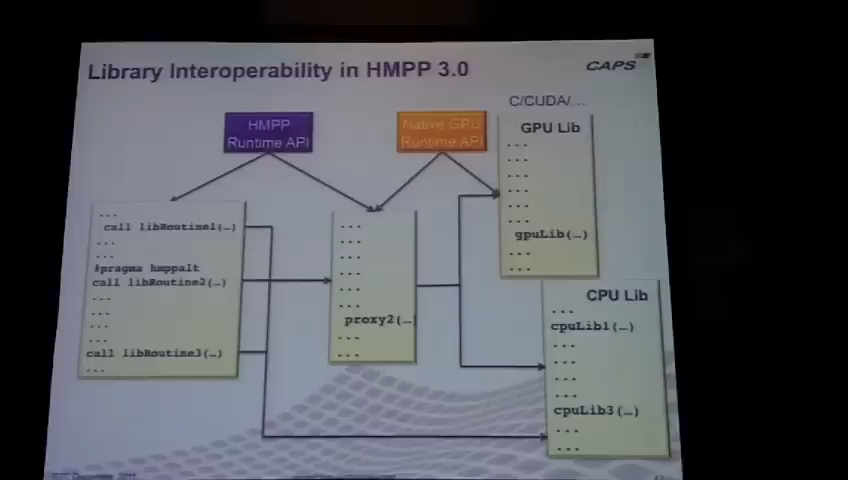 Library Interoperability in HMPP 3.0
CAPS
C/CUDA/…
HMPP
Runtime API
Native GPU
Runtime API
GPU Lib
...
...
...
...
...
...
gpuLib(…)
...
...
...
call libRoutine1(…)
...
...
#pragma hmppalt
call libRoutine2(…)
...
...
...
...
call libRoutine3(…)
...
...
...
...
...
...
...
proxy2(…
...
...
CPU Lib
...
cpuLib1(…)
...
...
...
...
cpuLib3(…)
...
...